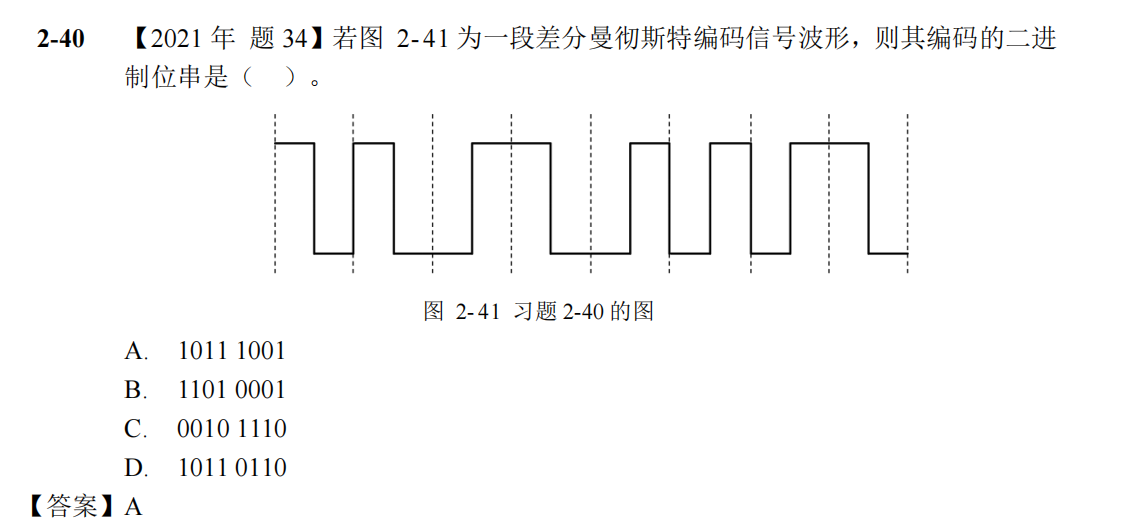 2-40 【2021 年 题 34】若图 2-41 为一段差分曼彻斯特编码信号波形，则其编码的二进
制位串是（ ）。
图 2-41 习题 2-40 的图
A. 1011 1001
B. 1101 0001
C. 0010 1110
D. 1011 0110
【答案】A